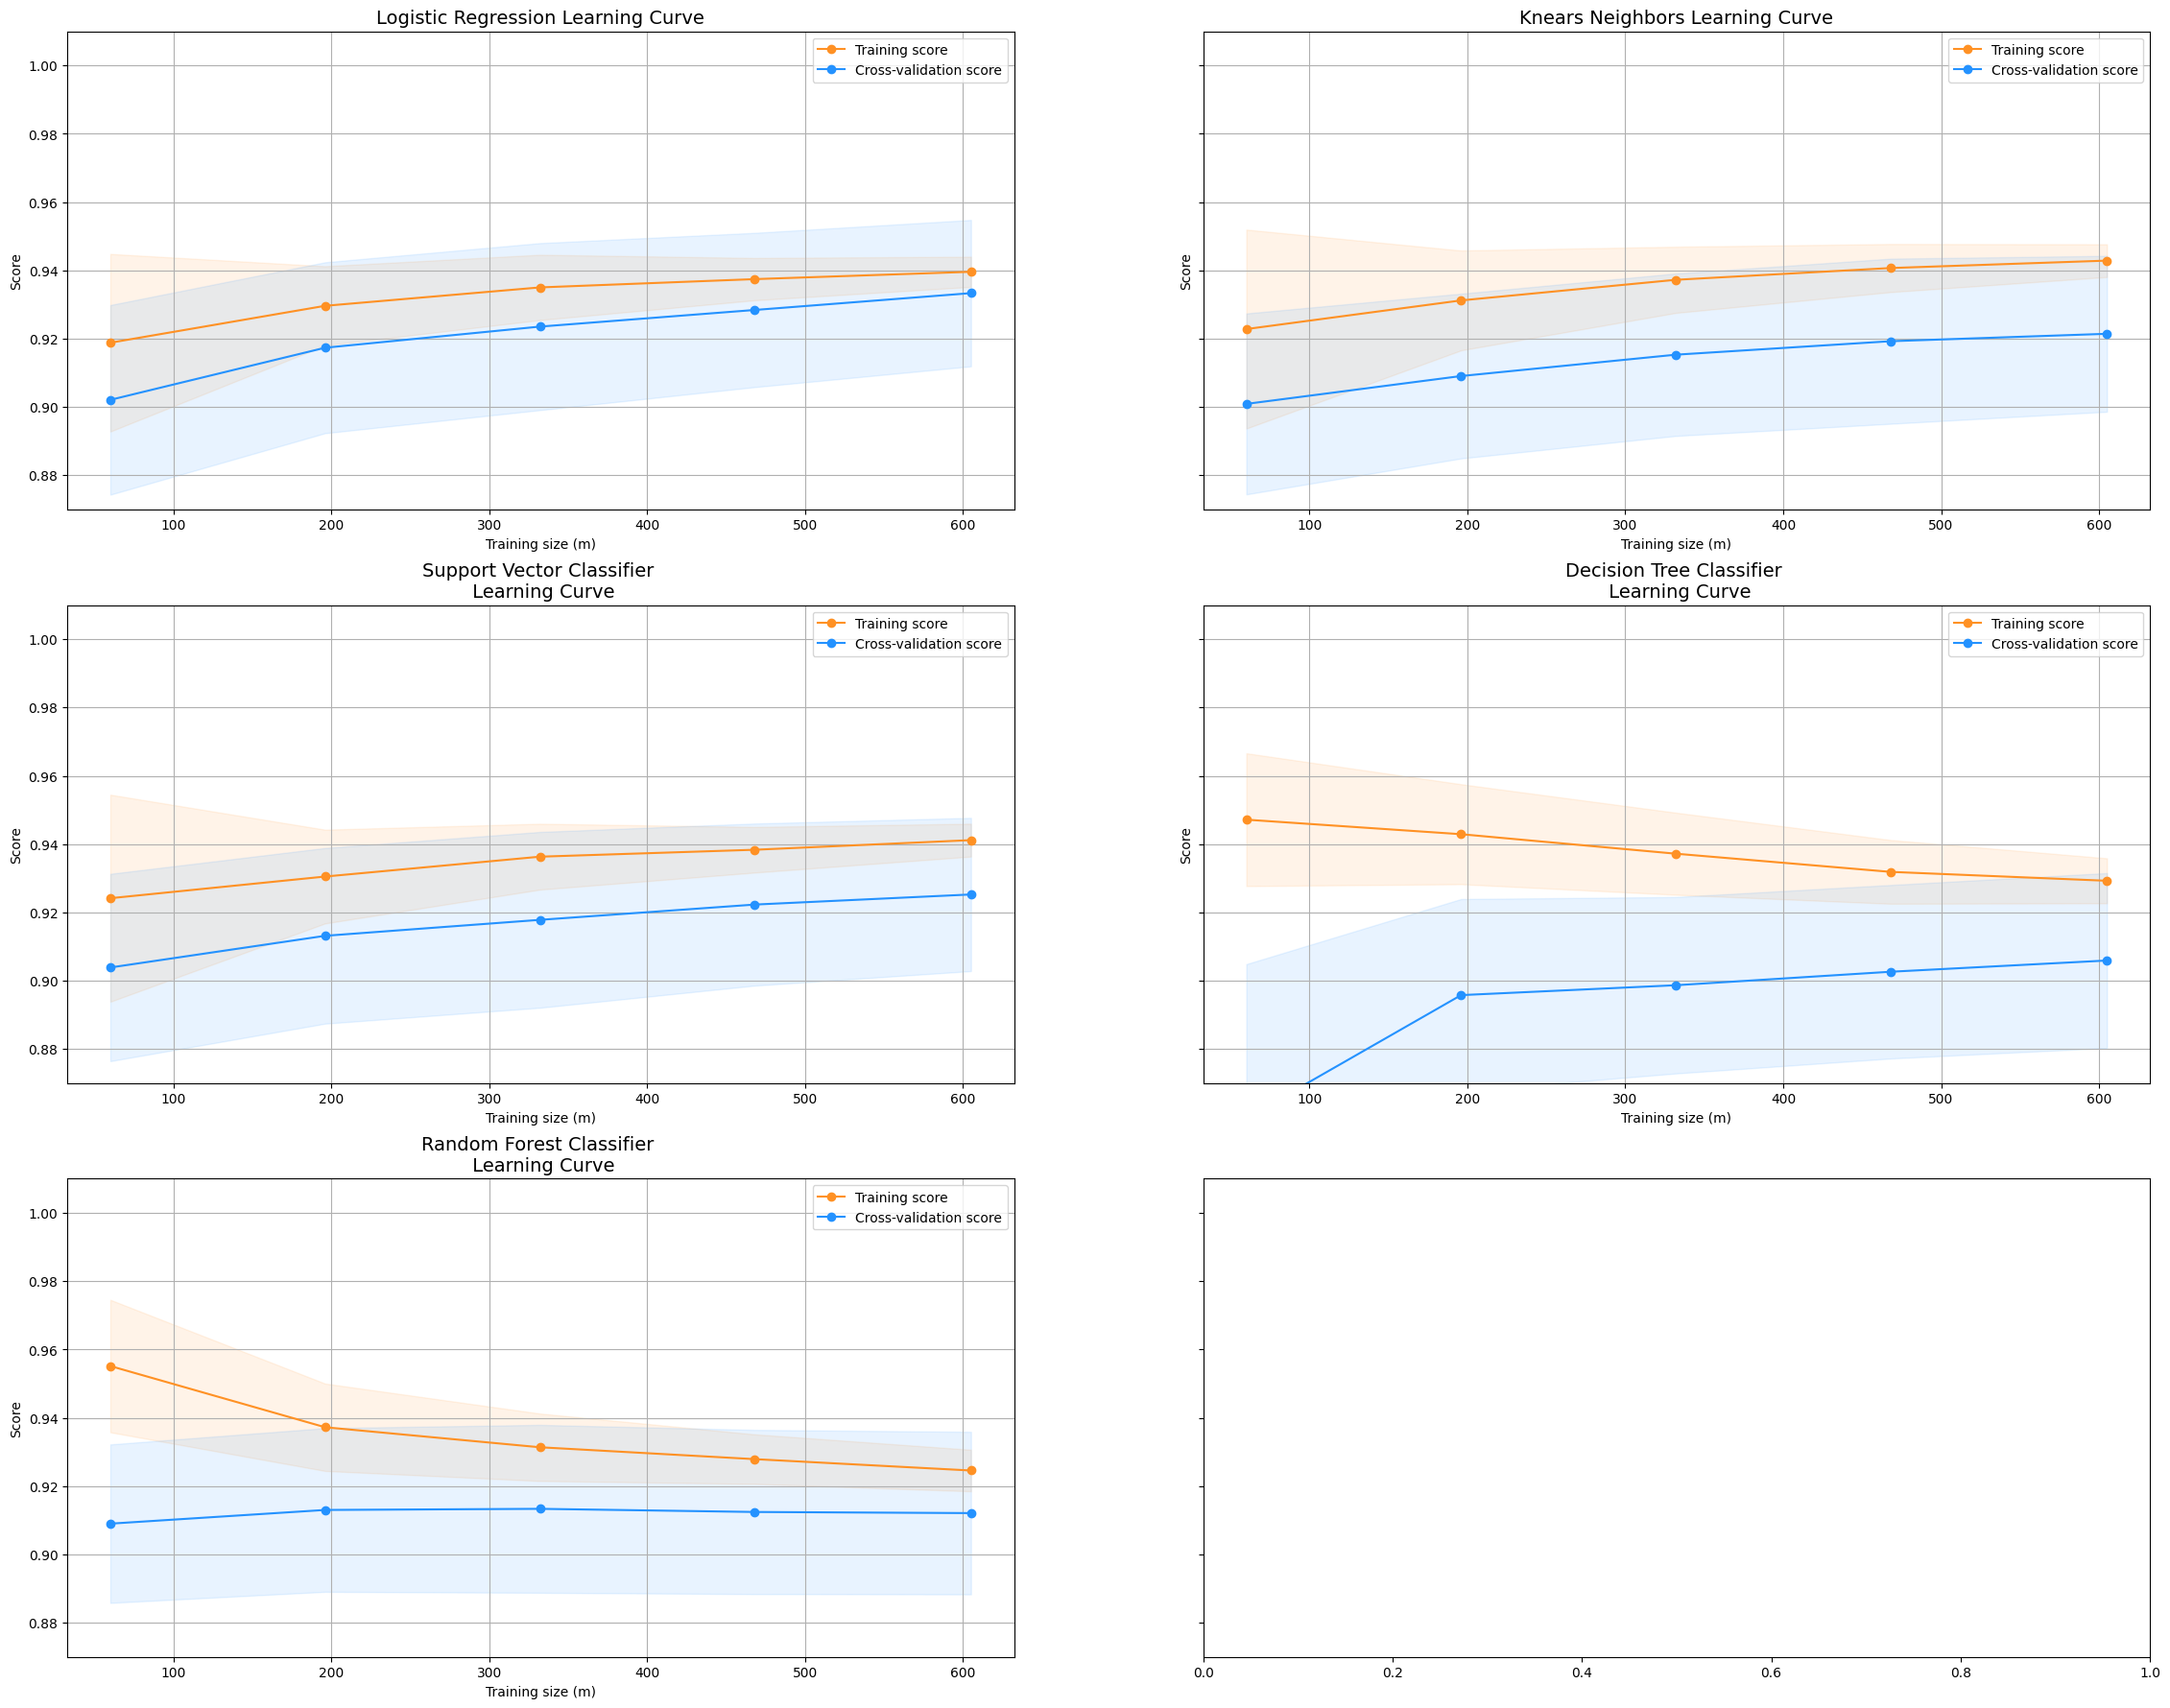 Logistic Regression Learning Curve
Training score
Cross-validation score
1.00
0.98
0.96
0.94
0.92
0.90
0.88
Score
100 200 300 400 500 600
Training size (m)
Knears Neighbors Learning Curve
Training score
Cross-validation score
Score
100 200 300 400 500 600
Training size (m)
Support Vector Classifier
Learning Curve
Training score
Cross-validation score
1.00
0.98
0.96
0.94
0.92
0.90
0.88
Score
100 200 300 400 500 600
Training size (m)
Decision Tree Classifier
Learning Curve
Training score
Cross-validation score
Score
100 200 300 400 500 600
Training size (m)
Random Forest Classifier
Learning Curve
Training score
Cross-validation score
1.00
0.98
0.96
0.94
0.92
0.90
0.88
Score
100 200 300 400 500 600
Training size (m)
0.0 0.2 0.4 0.6 0.8 1.0